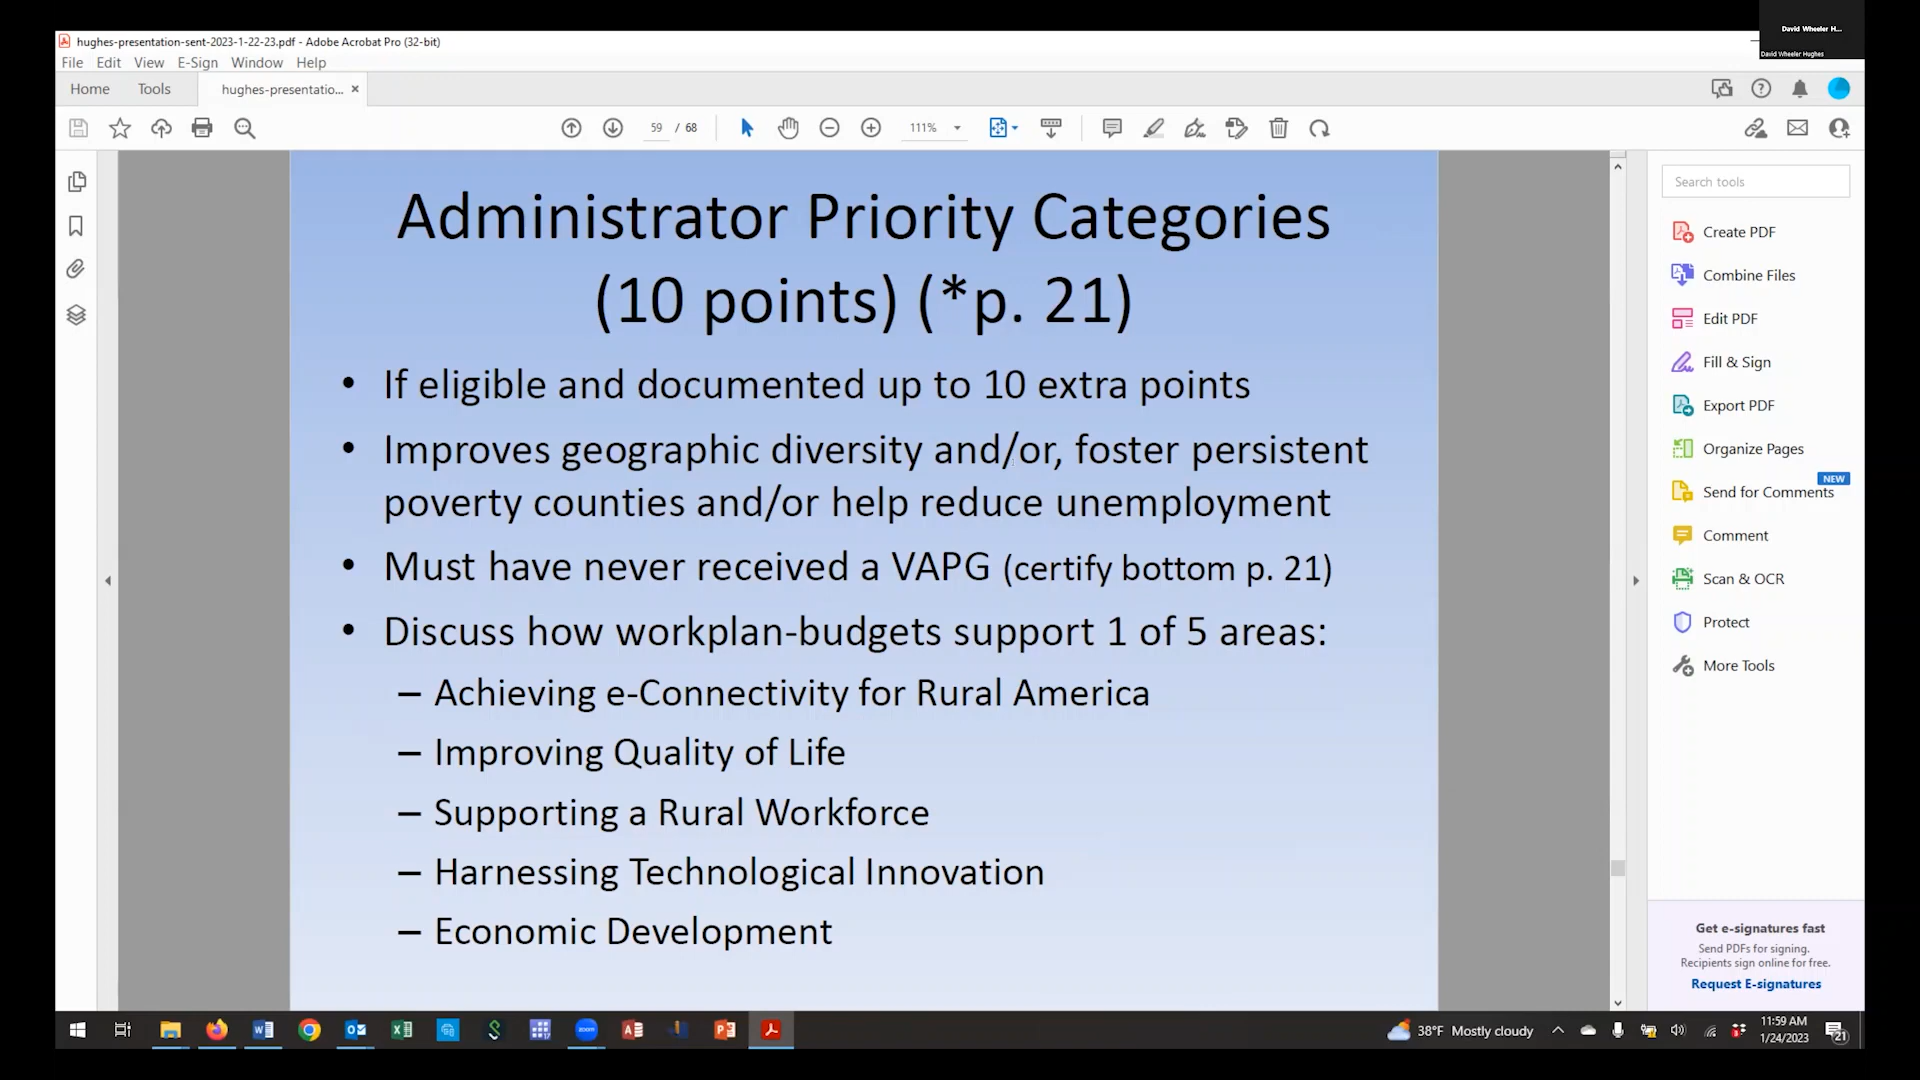 David Wheeler H...
David Wheeler Hughes
hughes-presentation-sent-2023-1-22-23.pdf - Adobe Acrobat Pro (32-bit)
File Edit View E-Sign Window Help
Home Tools hughes-presentatio... ×
59 / 68 111%
Administrator Priority Categories
(10 points) (*p. 21)
• If eligible and documented up to 10 extra points
• Improves geographic diversity and/or, foster persistent
poverty counties and/or help reduce unemployment
• Must have never received a VAPG (certify bottom p. 21)
• Discuss how workplan-budgets support 1 of 5 areas:
– Achieving e-Connectivity for Rural America
– Improving Quality of Life
– Supporting a Rural Workforce
– Harnessing Technological Innovation
– Economic Development
Search tools
Create PDF
Combine Files
Edit PDF
Fill & Sign
Export PDF
Organize Pages
NEW
Send for Comments
Comment
Scan & OCR
Protect
More Tools
Get e-signatures fast
Send PDFs for signing.
Recipients sign online for free.
Request E-signatures
38°F Mostly cloudy
11:59 AM
1/24/2023
21